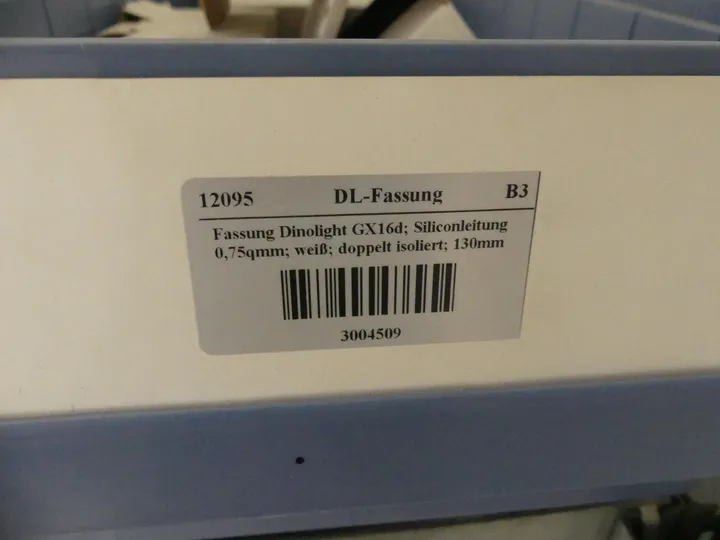 12095 DL-Fassung B3
Fassung Dinolight GX16d; Siliconleitung
0,75qmm; weiß; doppelt isoliert; 130mm
3004509